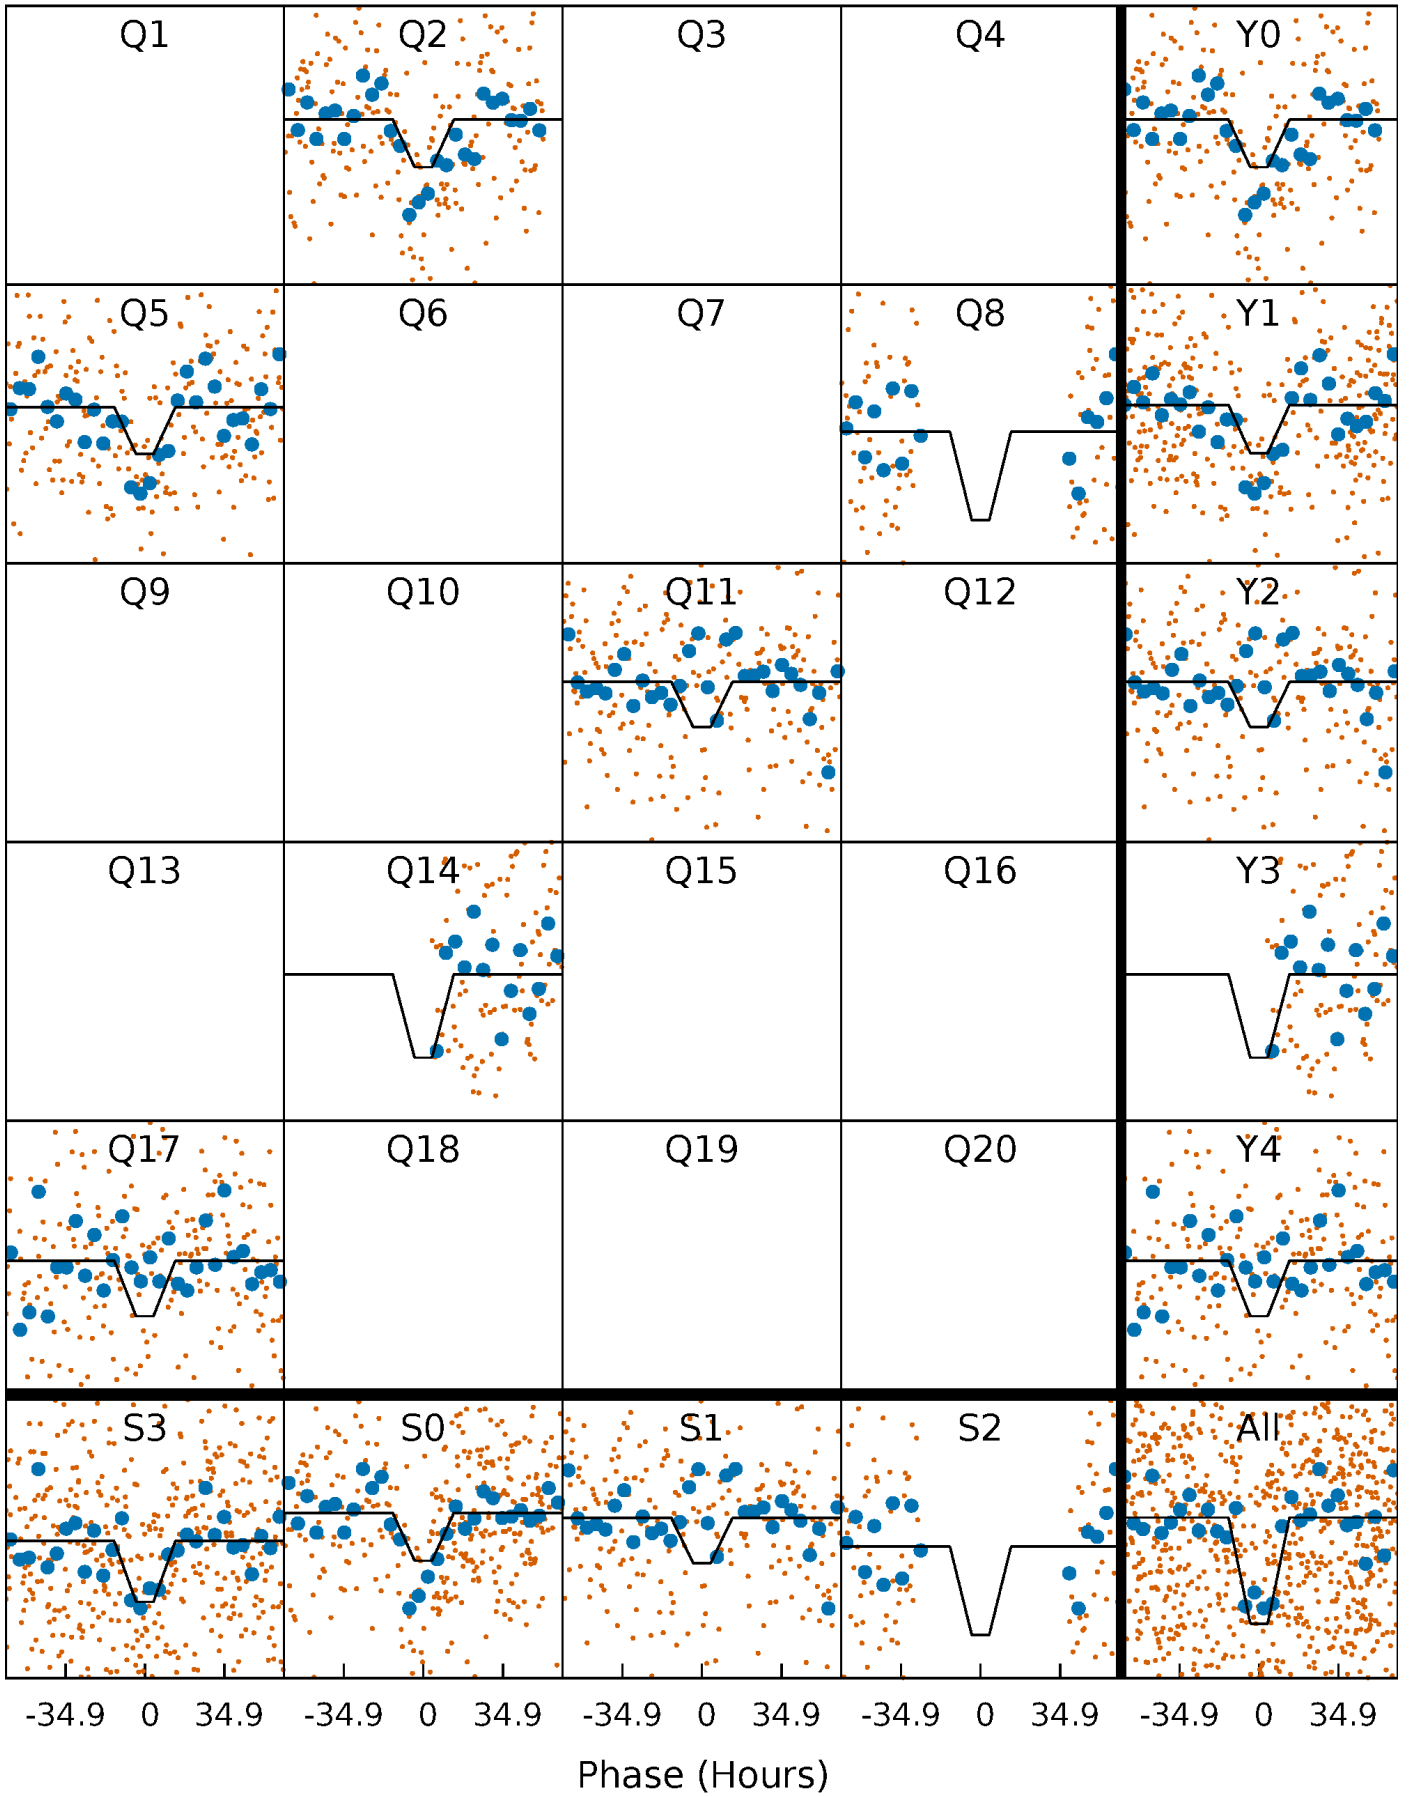 Q1 Q2 Q3 Q4 Y0
Q5 Q6 Q7 Q8 Y1
Q9 Q10 Q11 Q12 Y2
Q13 Q14 Q15 Q16 Y3
Q17 Q18 Q19 Q20 Y4
S3 S0 S1 S2 All
-34.9 0 34.9 -34.9 0 34.9 -34.9 0 34.9 -34.9 0 34.9 -34.9 0 34.9
Phase (Hours)